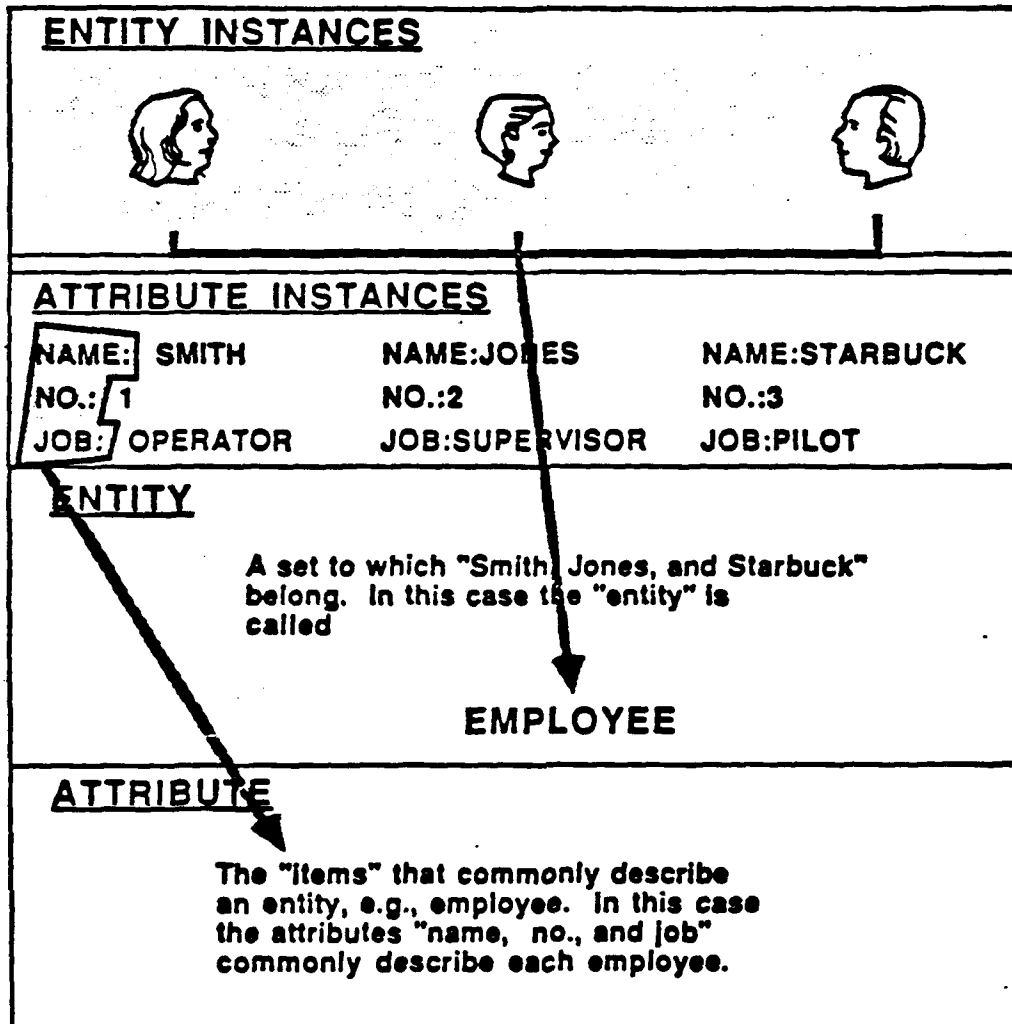 ENTITY INSTANCES
ATTRIBUTE INSTANCES
NAME: SMITH NAME:JONES NAME:STARBUCK
NO.: 1 NO.:2 NO.:3
JOB: OPERATOR JOB:SUPERVISOR JOB:PILOT
ENTITY
A set to which "Smith, Jones, and Starbuck"
belong. In this case the "entity" is
called
EMPLOYEE
ATTRIBUTE
The "items" that commonly describe
an entity, e.g., employee. In this case
the attributes "name, no., and job"
commonly describe each employee.